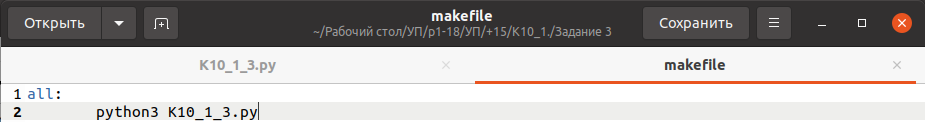 Открыть
makefile
~/Рабочий стол/УП/р1-18/УП/+15/K10_1./Задание 3
Сохранить
K10_1_3.py
makefile
1 all:
2 python3 K10_1_3.py